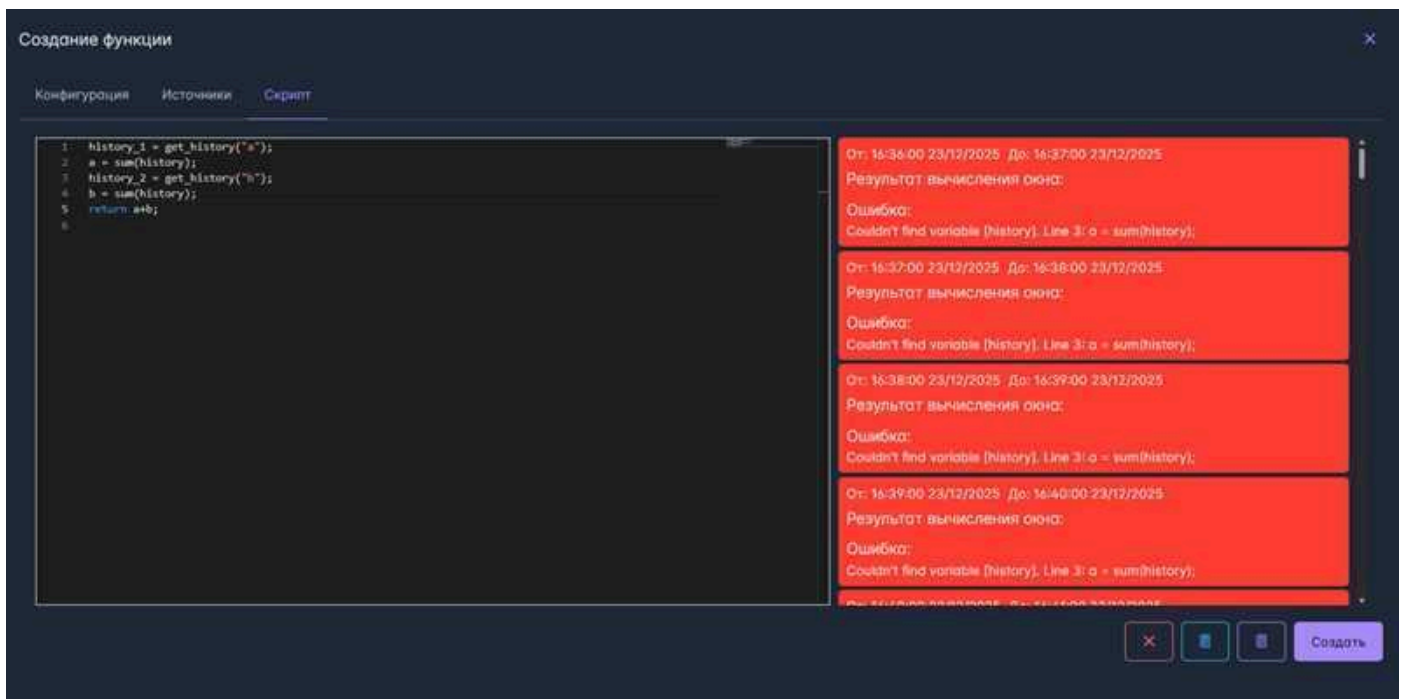 Создание функции
Конфигурация Источники Скрипт
1 history_1 = get_history("a");
2 a = sum(history);
3 history_2 = get_history("b");
4 b = sum(history);
5 return a+b;
6
От: 16:36:00 23/12/2025 До: 16:37:00 23/12/2025
Результат вычисления окна:
Ошибка:
Couldn't find variable [history]. Line 3: a = sum(history);
От: 16:37:00 23/12/2025 До: 16:38:00 23/12/2025
Результат вычисления окна:
Ошибка:
Couldn't find variable [history]. Line 3: a = sum(history);
От: 16:38:00 23/12/2025 До: 16:39:00 23/12/2025
Результат вычисления окна:
Ошибка:
Couldn't find variable [history]. Line 3: a = sum(history);
От: 16:39:00 23/12/2025 До: 16:40:00 23/12/2025
Результат вычисления окна:
Ошибка:
Couldn't find variable [history]. Line 3: a = sum(history);
Создать